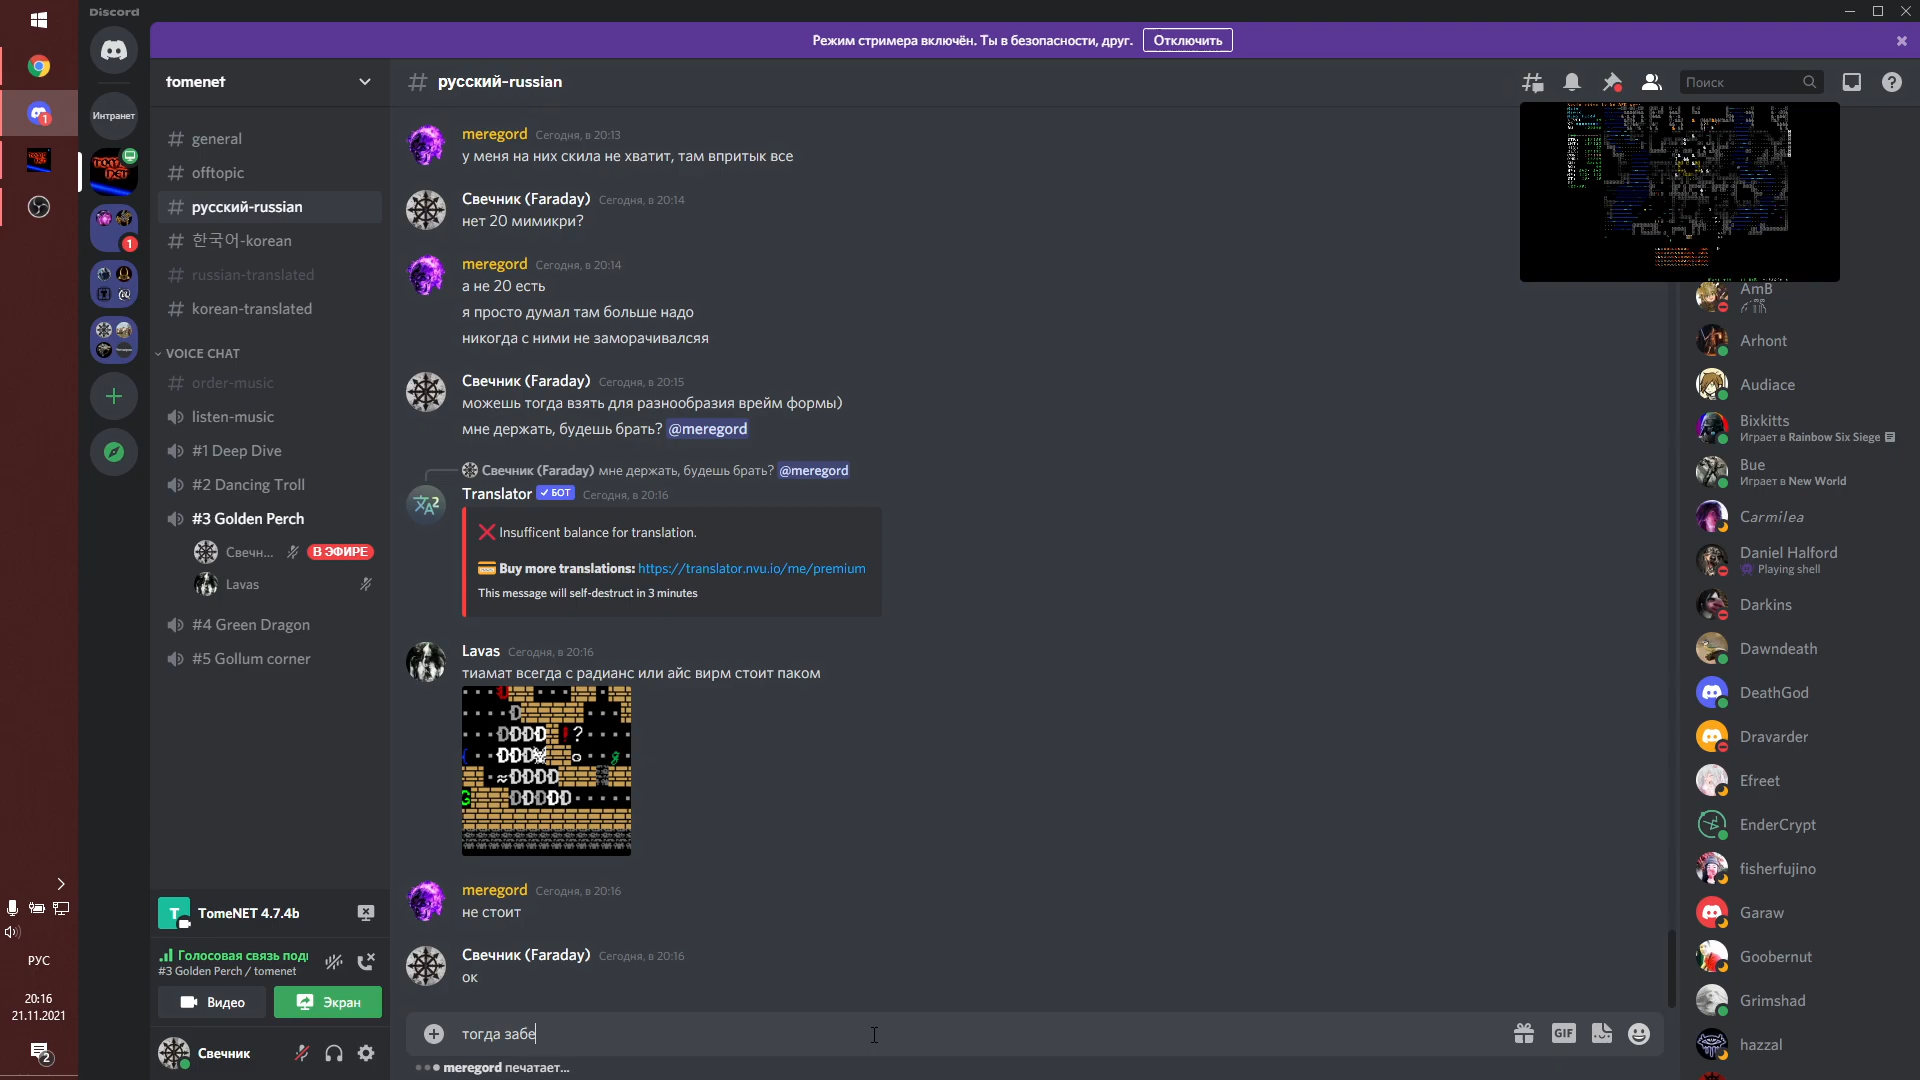 Discord
Режим стримера включён. Ты в безопасности, друг.
Отключить
Интранет
1
1
tomenet
general
offtopic
русский-russian
한국어-korean
russian-translated
korean-translated
VOICE CHAT
order-music
listen-music
#1 Deep Dive
#2 Dancing Troll
#3 Golden Perch
Свечн...
В ЭФИРЕ
Lavas
#4 Green Dragon
#5 Gollum corner
T
TomeNET 4.7.4b
Голосовая связь под
#3 Golden Perch / tomenet
Видео
Экран
Свечник
РУС
20:16
21.11.2021
2
русский-russian
Поиск
meregord Сегодня, в 20:13
у меня на них скила не хватит, там впритык все
Свечник (Faraday) Сегодня, в 20:14
нет 20 мимикри?
meregord Сегодня, в 20:14
а не 20 есть
я просто думал там больше надо
никогда с ними не заморачивалсяя
Свечник (Faraday) Сегодня, в 20:15
можешь тогда взять для разнообразия врейм формы)
мне держать, будешь брать? @meregord
Свечник (Faraday) мне держать, будешь брать? @meregord
Translator ✓ БОТ Сегодня, в 20:16
❌ Insufficent balance for translation.
💳 Buy more translations: https://translator.nvu.io/me/premium
This message will self-destruct in 3 minutes
Lavas Сегодня, в 20:16
тиамат всегда с радианс или айс вирм стоит паком
meregord Сегодня, в 20:16
не стоит
Свечник (Faraday) Сегодня, в 20:16
ок
тогда забе
GIF
meregord печатает...
AmB
Arhont
Audiace
Bixkitts
Играет в Rainbow Six Siege
Bue
Играет в New World
Carmilea
Daniel Halford
Playing shell
Darkins
Dawndeath
DeathGod
Dravarder
Efreet
EnderCrypt
fisherfujino
Garaw
Goobernut
Grimshad
hazzal